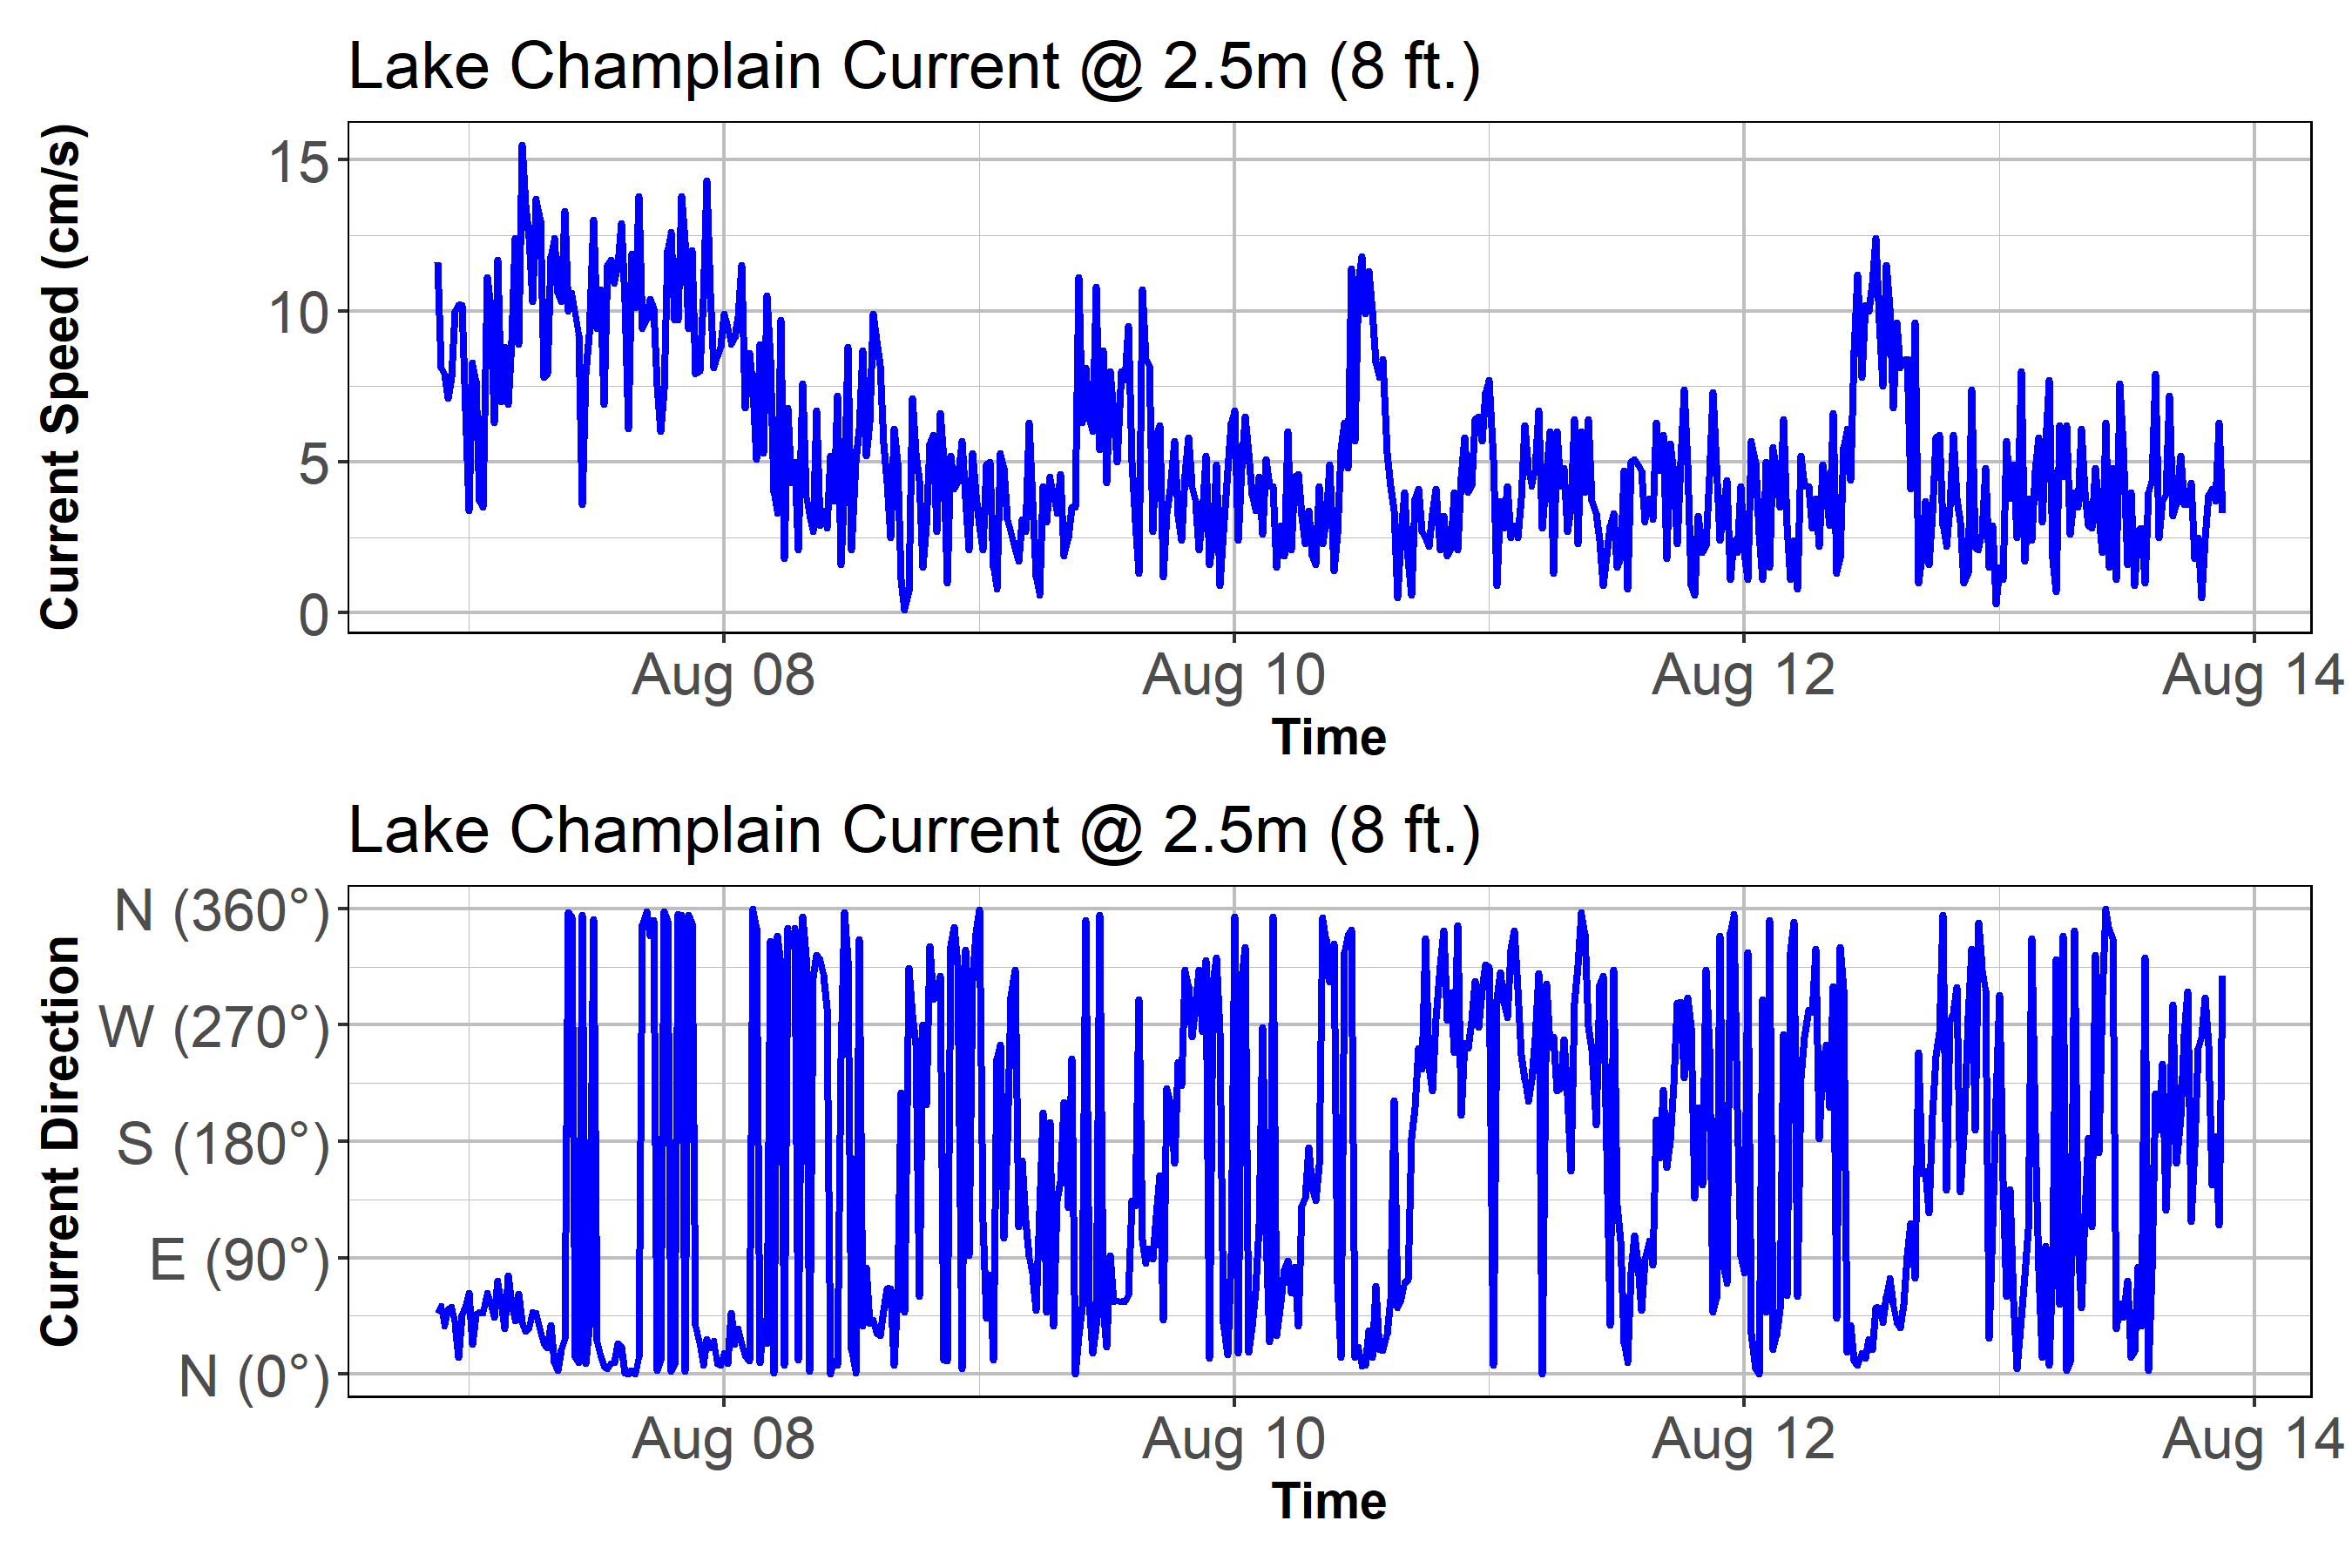 Lake Champlain Current @ 2.5m (8 ft.)
Current Speed (cm/s)
15
10
5
0
Aug 08
Aug 10
Aug 12
Aug 14
Time
Lake Champlain Current @ 2.5m (8 ft.)
Current Direction
N (360°)
W (270°)
S (180°)
E (90°)
N (0°)
Aug 08
Aug 10
Aug 12
Aug 14
Time